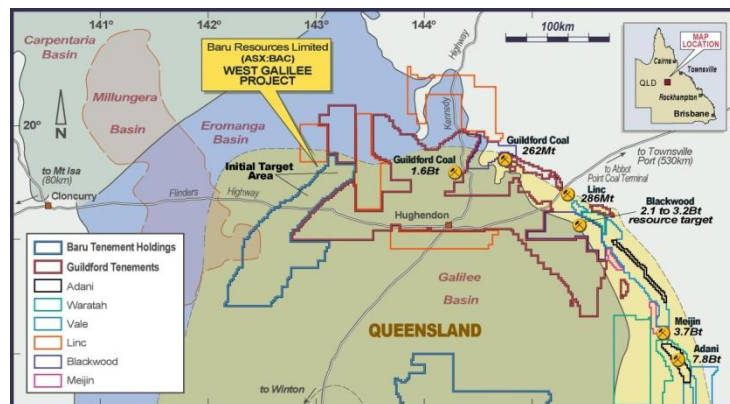 141°
142°
143°
144°
100km
Carpentaria
Basin
Baru Resources Limited
(ASX:BAC)
WEST GALILEE
PROJECT
Highway
Kennedy
MAP
LOCATION
Cairns
Townsville
QLD
Rockhampton
Brisbane
Millungera
Basin
Eromanga
Basin
20°
N
Guildford Coal
262Mt
Guildford Coal
1.6Bt
to Townsville
Port (530km)
to Abbot
Point Coal Terminal
to Mt Isa
(80km)
Cloncurry
Initial Target
Area
Flinders
Highway
Hughendon
Linc
286Mt
Blackwood
2.1 to 3.2Bt
resource target
Baru Tenement Holdings
Guildford Tenements
Adani
Waratah
Vale
Linc
Blackwood
Meijin
Galilee
Basin
QUEENSLAND
Meijin
3.7Bt
Adani
7.8Bt
to Winton